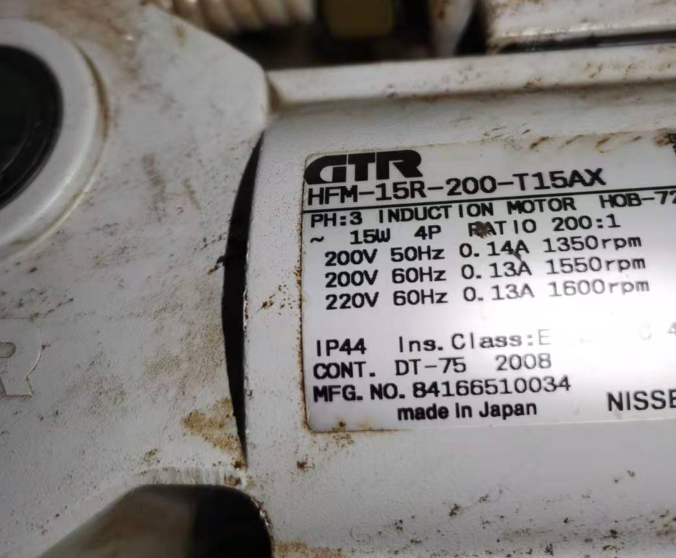 GTR
HFM-15R-200-T15AX
PH:3 INDUCTION MOTOR HOB-72
~ 15W 4P RATIO 200:1
200V 50Hz 0.14A 1350rpm
200V 60Hz 0.13A 1550rpm
220V 60Hz 0.13A 1600rpm
IP44 Ins.Class:E
CONT. DT-75 2008
MFG.NO.84166510034
made in Japan NISSE
R